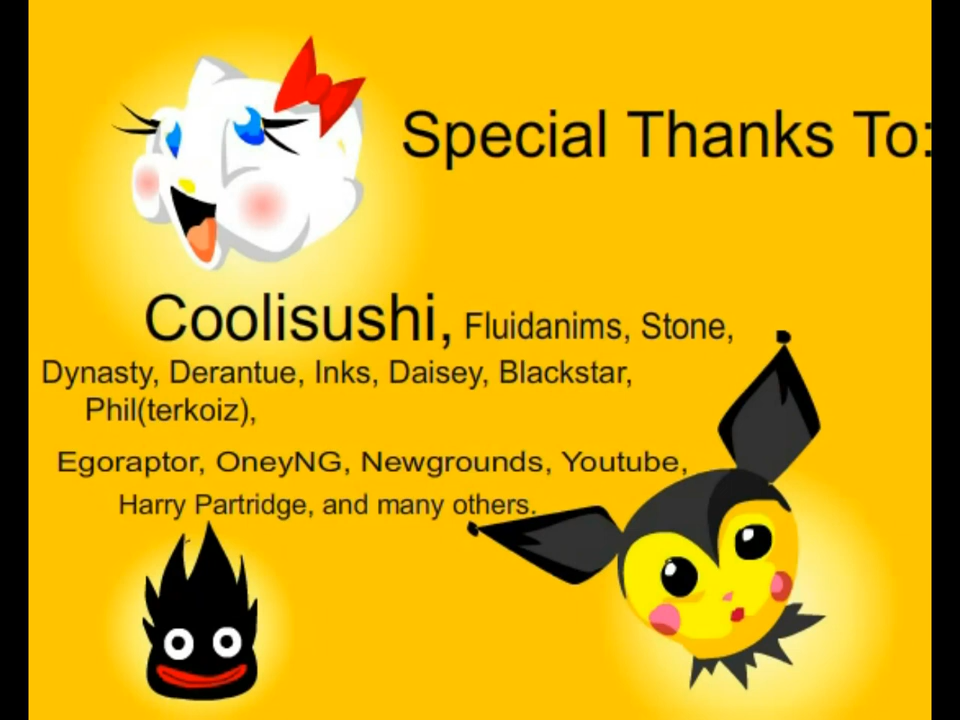 Special Thanks To:
Coolisushi, Fluidanims, Stone,
Dynasty, Derantue, Inks, Daisey, Blackstar,
Phil(terkoiz),
Egoraptor, OneyNG, Newgrounds, Youtube,
Harry Partridge, and many others.